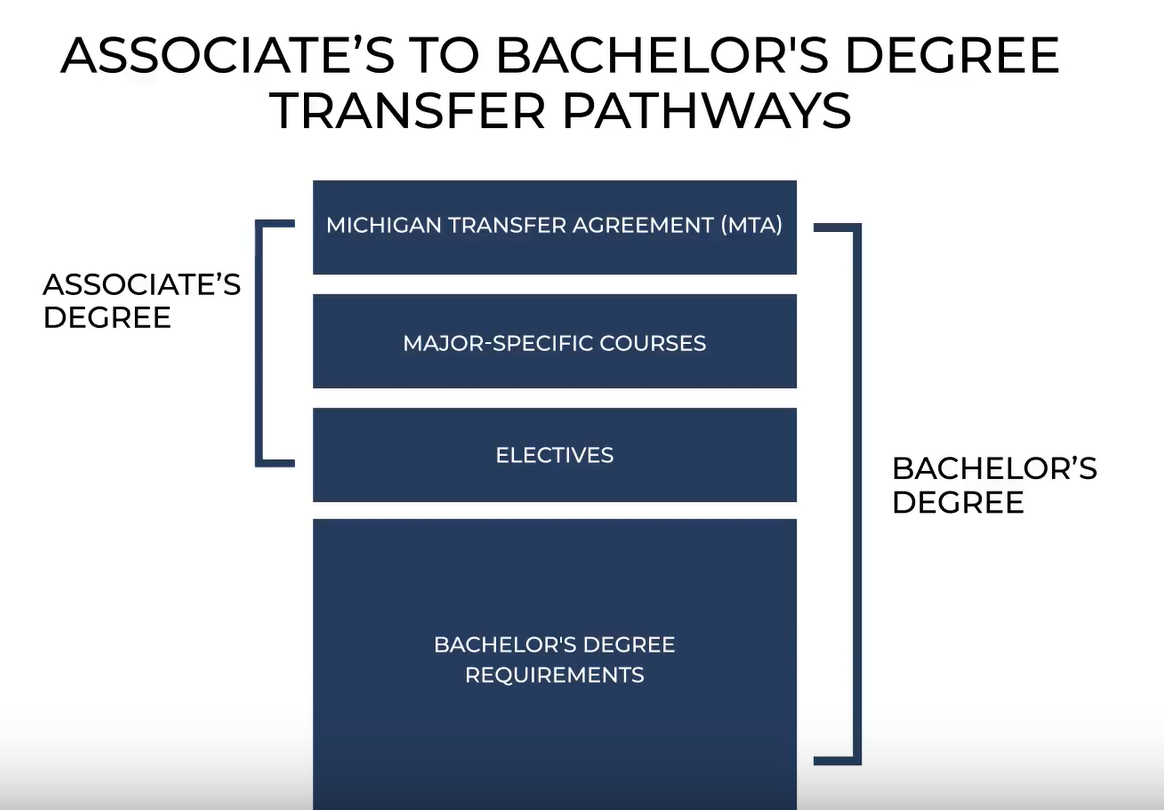 ASSOCIATE’S TO BACHELOR'S DEGREE
TRANSFER PATHWAYS
MICHIGAN TRANSFER AGREEMENT (MTA)
ASSOCIATE’S
DEGREE
MAJOR-SPECIFIC COURSES
ELECTIVES
BACHELOR’S
DEGREE
BACHELOR'S DEGREE
REQUIREMENTS